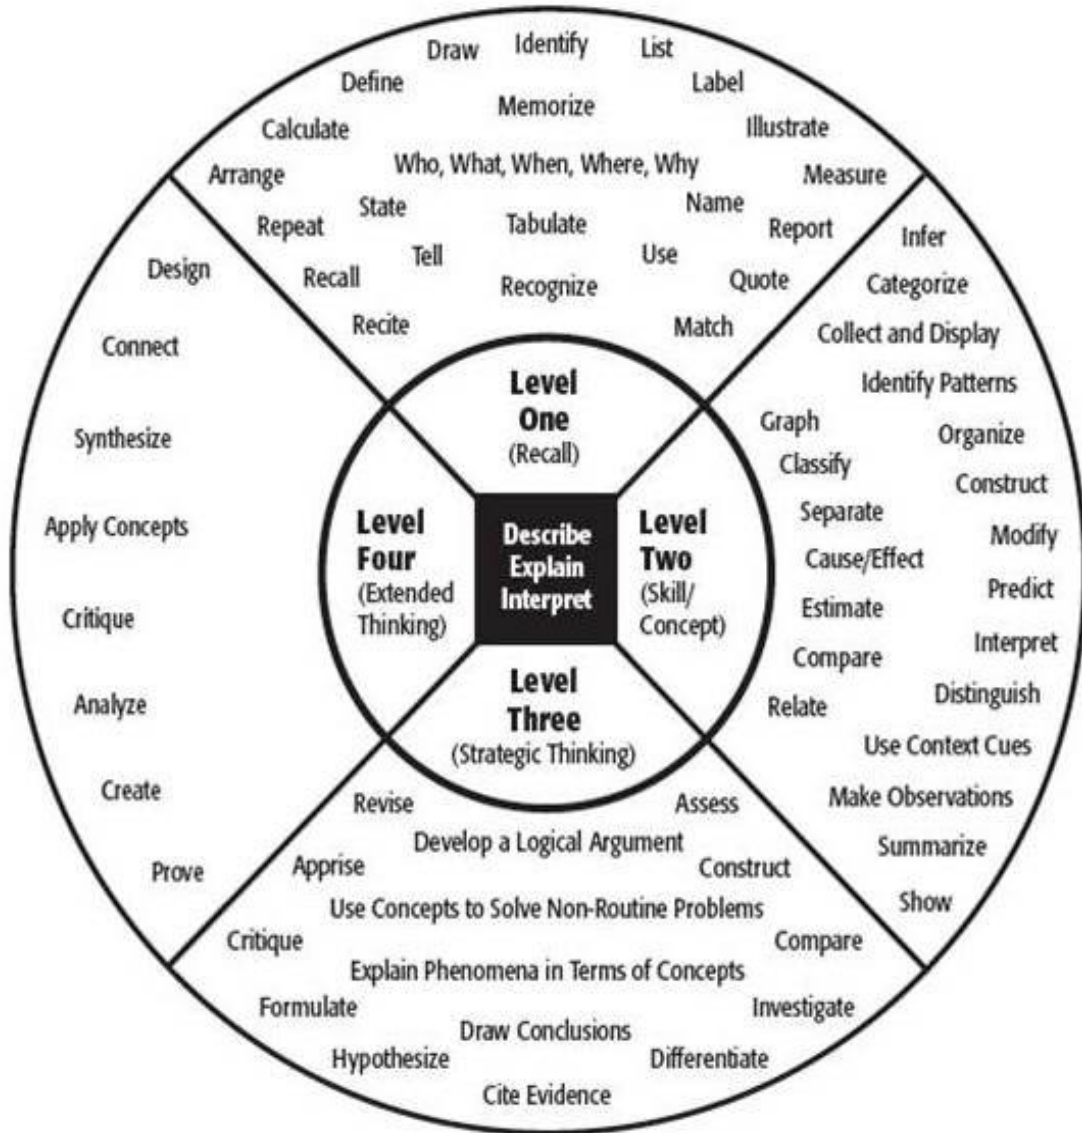 Draw
Identify
List
Define
Label
Memorize
Calculate
Illustrate
Who, What, When, Where, Why
Arrange
Measure
State
Name
Repeat
Tabulate
Report
Tell
Use
Recall
Recognize
Quote
Recite
Match
Level
One
(Recall)
Infer
Categorize
Collect and Display
Identify Patterns
Graph
Organize
Classify
Construct
Separate
Modify
Cause/Effect
Predict
Estimate
Interpret
Compare
Distinguish
Relate
Use Context Cues
Make Observations
Summarize
Show
Level
Two
(Skill/
Concept)
Describe
Explain
Interpret
Level
Three
(Strategic Thinking)
Revise
Assess
Develop a Logical Argument
Apprise
Construct
Use Concepts to Solve Non-Routine Problems
Critique
Compare
Explain Phenomena in Terms of Concepts
Formulate
Investigate
Draw Conclusions
Hypothesize
Differentiate
Cite Evidence
Level
Four
(Extended
Thinking)
Design
Connect
Synthesize
Apply Concepts
Critique
Analyze
Create
Prove